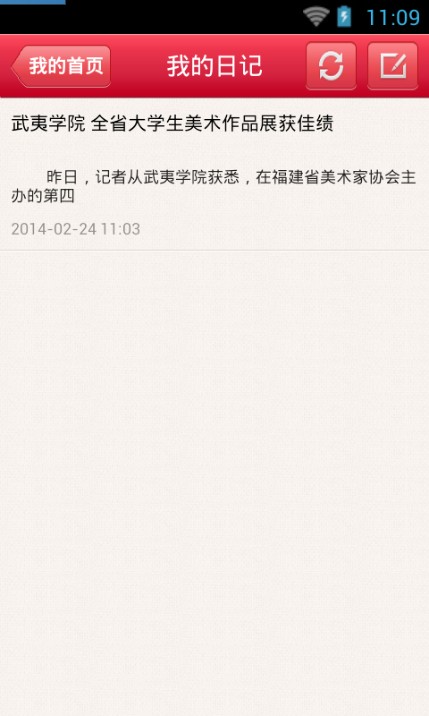 11:09
我的首页 我的日记
武夷学院 全省大学生美术作品展获佳绩
昨日，记者从武夷学院获悉，在福建省美术家协会主
办的第四
2014-02-24 11:03